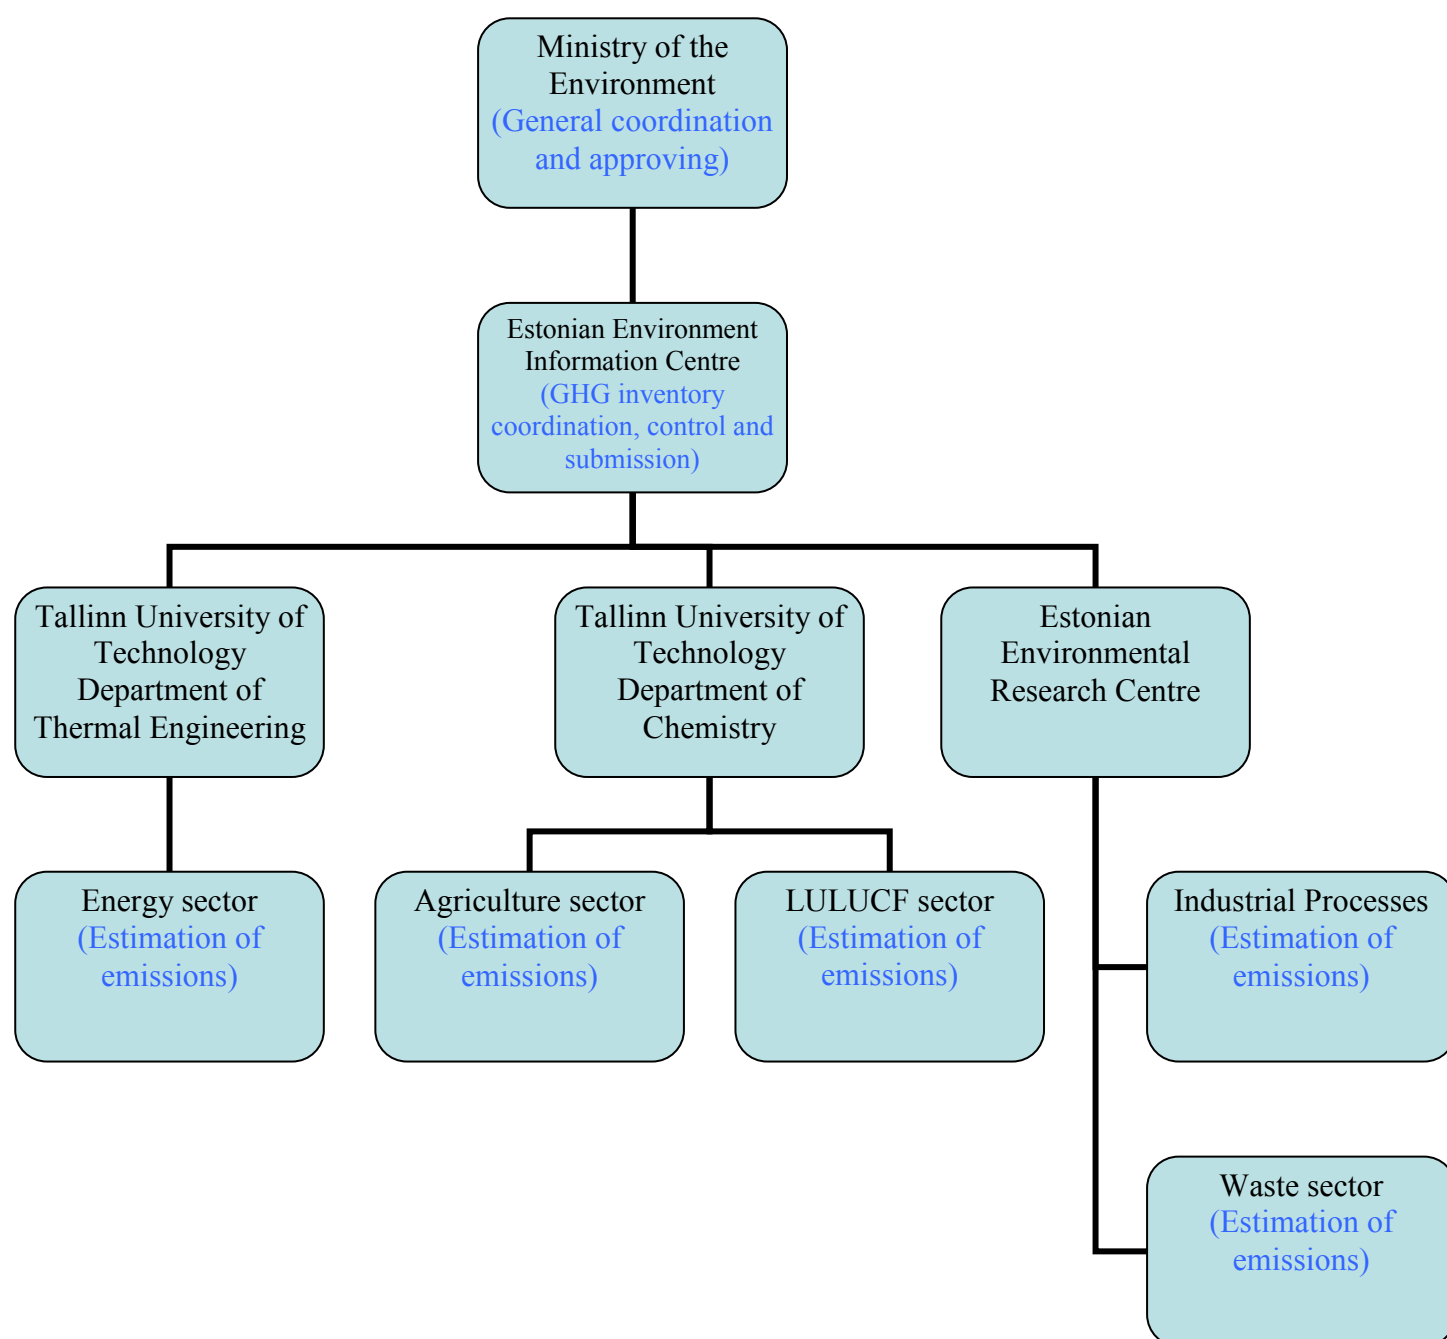 Ministry of the
Environment
(General coordination
and approving)
Estonian Environment
Information Centre
(GHG inventory
coordination, control and
submission)
Tallinn University of
Technology
Department of
Thermal Engineering
Tallinn University of
Technology
Department of
Chemistry
Estonian
Environmental
Research Centre
Energy sector
(Estimation of
emissions)
Agriculture sector
(Estimation of
emissions)
LULUCF sector
(Estimation of
emissions)
Industrial Processes
(Estimation of
emissions)
Waste sector
(Estimation of
emissions)